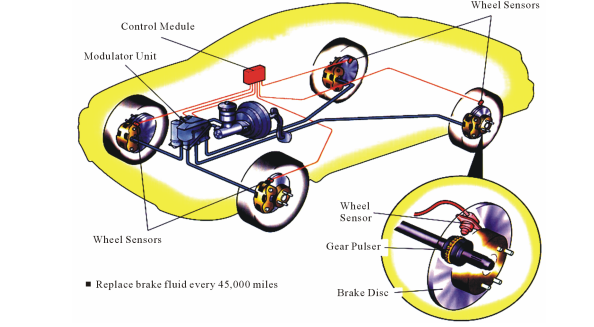 Wheel Sensors
Control Medule
Modulator Unit
Wheel
Sensor
Gear Pulser
Wheel Sensors
■ Replace brake fluid every 45,000 miles
Brake Disc